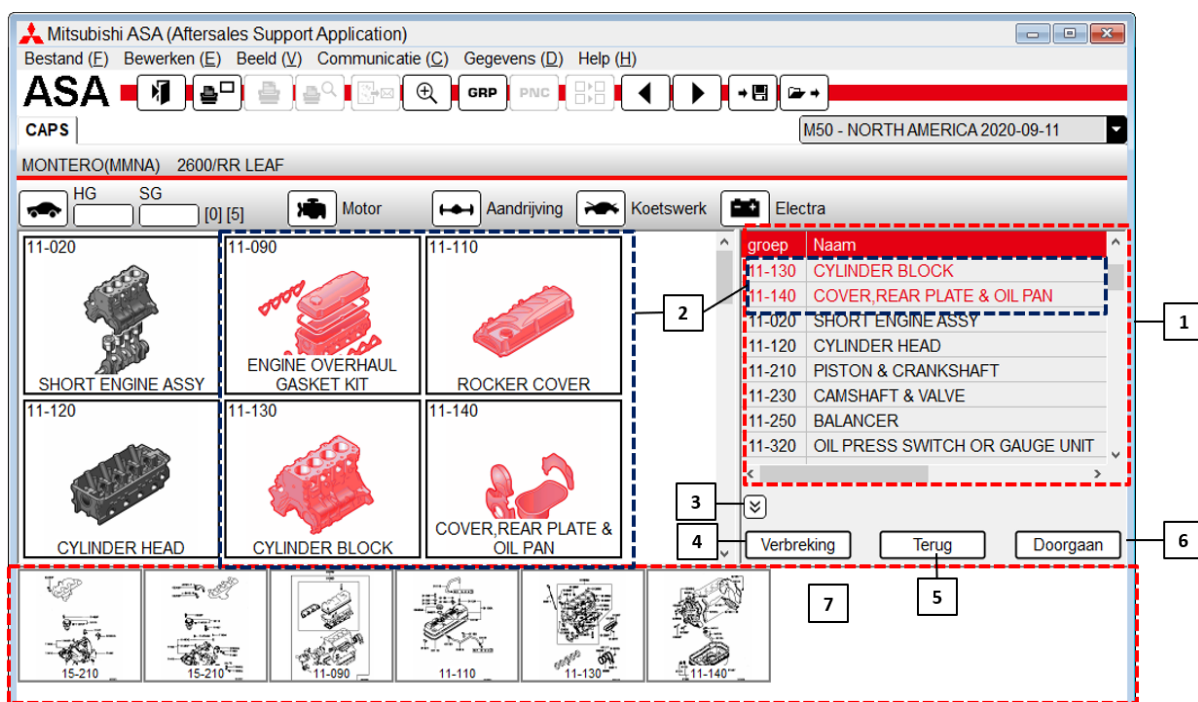 Mitsubishi ASA (Aftersales Support Application)
Bestand (F) Bewerken (E) Beeld (V) Communicatie (C) Gegevens (D) Help (H)
ASA GRP PNC
CAPS M50 - NORTH AMERICA 2020-09-11
MONTERO(MMNA) 2600/RR LEAF
HG SG [0] [5] Motor Aandrijving Koetswerk Electra
11-020 11-090 11-110
SHORT ENGINE ASSY
ENGINE OVERHAUL
GASKET KIT
ROCKER COVER
11-120 11-130 11-140
CYLINDER HEAD
CYLINDER BLOCK
COVER,REAR PLATE &
OIL PAN
2
groep Naam
11-130 CYLINDER BLOCK
11-140 COVER,REAR PLATE & OIL PAN
11-020 SHORT ENGINE ASSY
11-120 CYLINDER HEAD
11-210 PISTON & CRANKSHAFT
11-230 CAMSHAFT & VALVE
11-250 BALANCER
11-320 OIL PRESS SWITCH OR GAUGE UNIT
1
3
4 Verbreking Terug Doorgaan 6
5
7
15-210 15-210 11-090 11-110 11-130 11-140